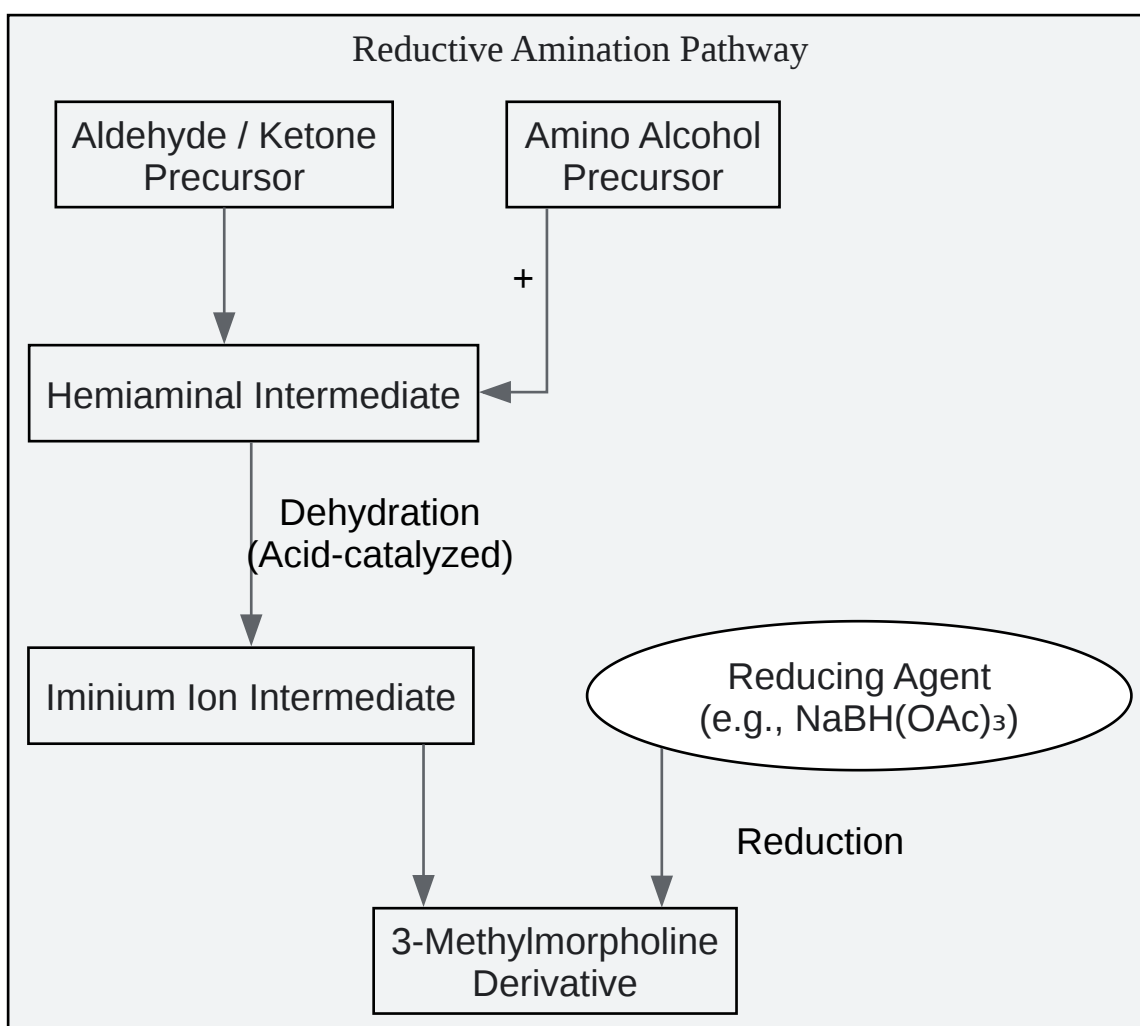 Reductive Amination Pathway
Aldehyde / Ketone
Precursor
Amino Alcohol
Precursor
+
Hemiaminal Intermediate
Dehydration
(Acid-catalyzed)
Iminium Ion Intermediate
Reducing Agent
(e.g., NaBH(OAc)₃)
Reduction
3-Methylmorpholine
Derivative